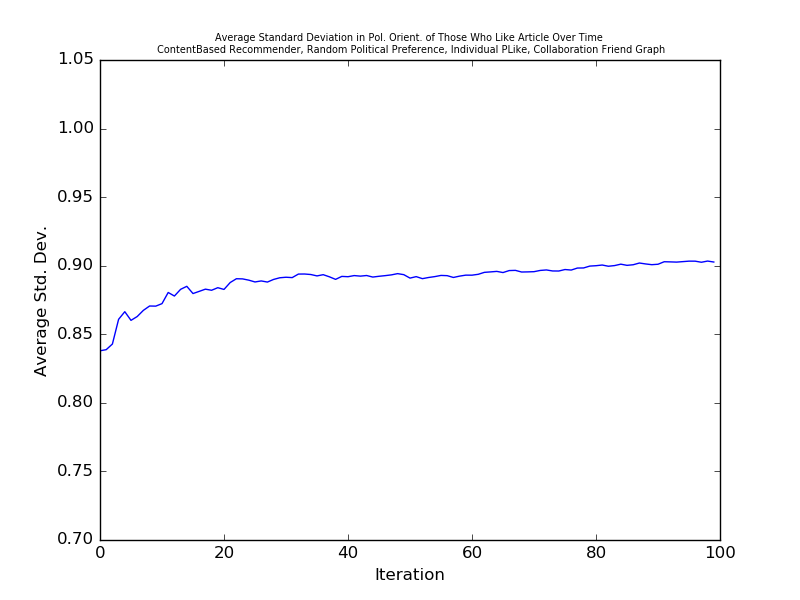 Average Standard Deviation in Pol. Orient. of Those Who Like Article Over Time
ContentBased Recommender, Random Political Preference, Individual PLike, Collaboration Friend Graph
1.05
1.00
0.95
0.90
0.85
0.80
0.75
0.70
Average Std. Dev.
0 20 40 60 80 100
Iteration